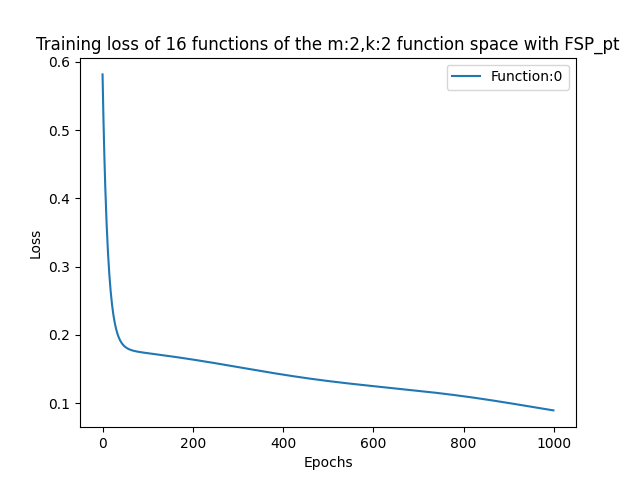 Training loss of 16 functions of the m:2,k:2 function space with FSP_pt
Function:0
Loss
0.6
0.5
0.4
0.3
0.2
0.1
0 200 400 600 800 1000
Epochs